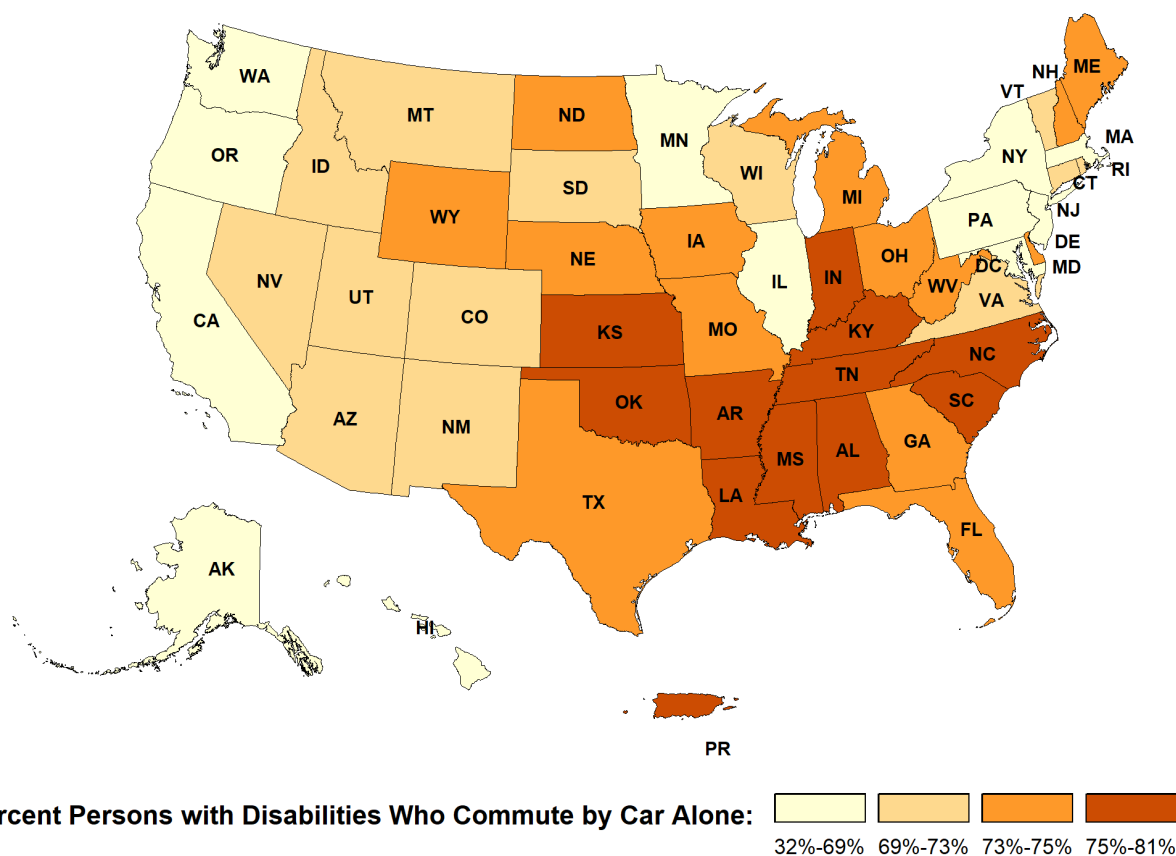 WA
MT
ND
MN
OR
ID
SD
WI
WY
IA
MI
NE
NV
UT
CO
CA
KS
MO
IL
IN
OH
KY
WV
VA
AZ
NM
OK
AR
TN
NC
SC
TX
LA
MS
AL
GA
FL
NH
ME
VT
MA
NY
RI
CT
PA
NJ
DE
DC
MD
AK
HI
PR
rcent Persons with Disabilities Who Commute by Car Alone:
32%-69%
69%-73%
73%-75%
75%-81%